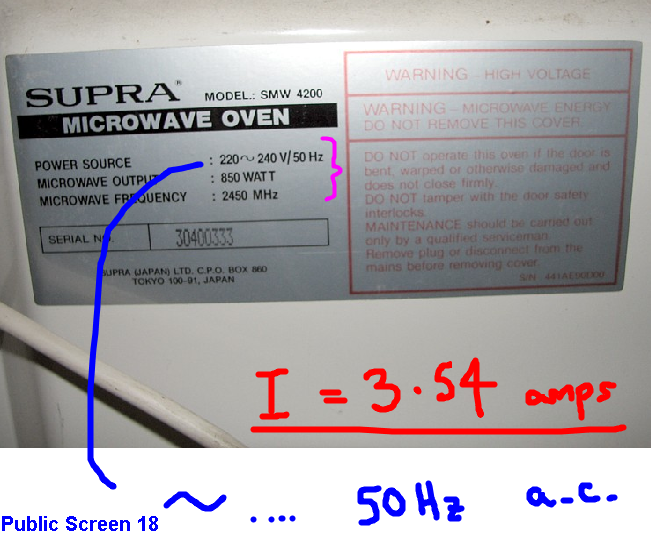 SUPRA® MODEL.: SMW 4200
MICROWAVE OVEN
POWER SOURCE : 220~240 V/50 Hz
MICROWAVE OUTPUT : 850 WATT
MICROWAVE FREQUENCY : 2450 MHz
SERIAL NO. 30400333
SUPRA (JAPAN) LTD. C.P.O. BOX 860
TOKYO 100-91, JAPAN
WARNING - HIGH VOLTAGE
WARNING - MICROWAVE ENERGY
DO NOT REMOVE THIS COVER.
DO NOT operate this oven if the door is
bent, warped or otherwise damaged and
does not close firmly.
DO NOT tamper with the door safety
interlocks.
MAINTENANCE should be carried out
only by a qualified serviceman.
Remove plug or disconnect from the
mains before removing cover.
S/N
I = 3.54 amps
~ .... 50 Hz a.c.
Public Screen 18